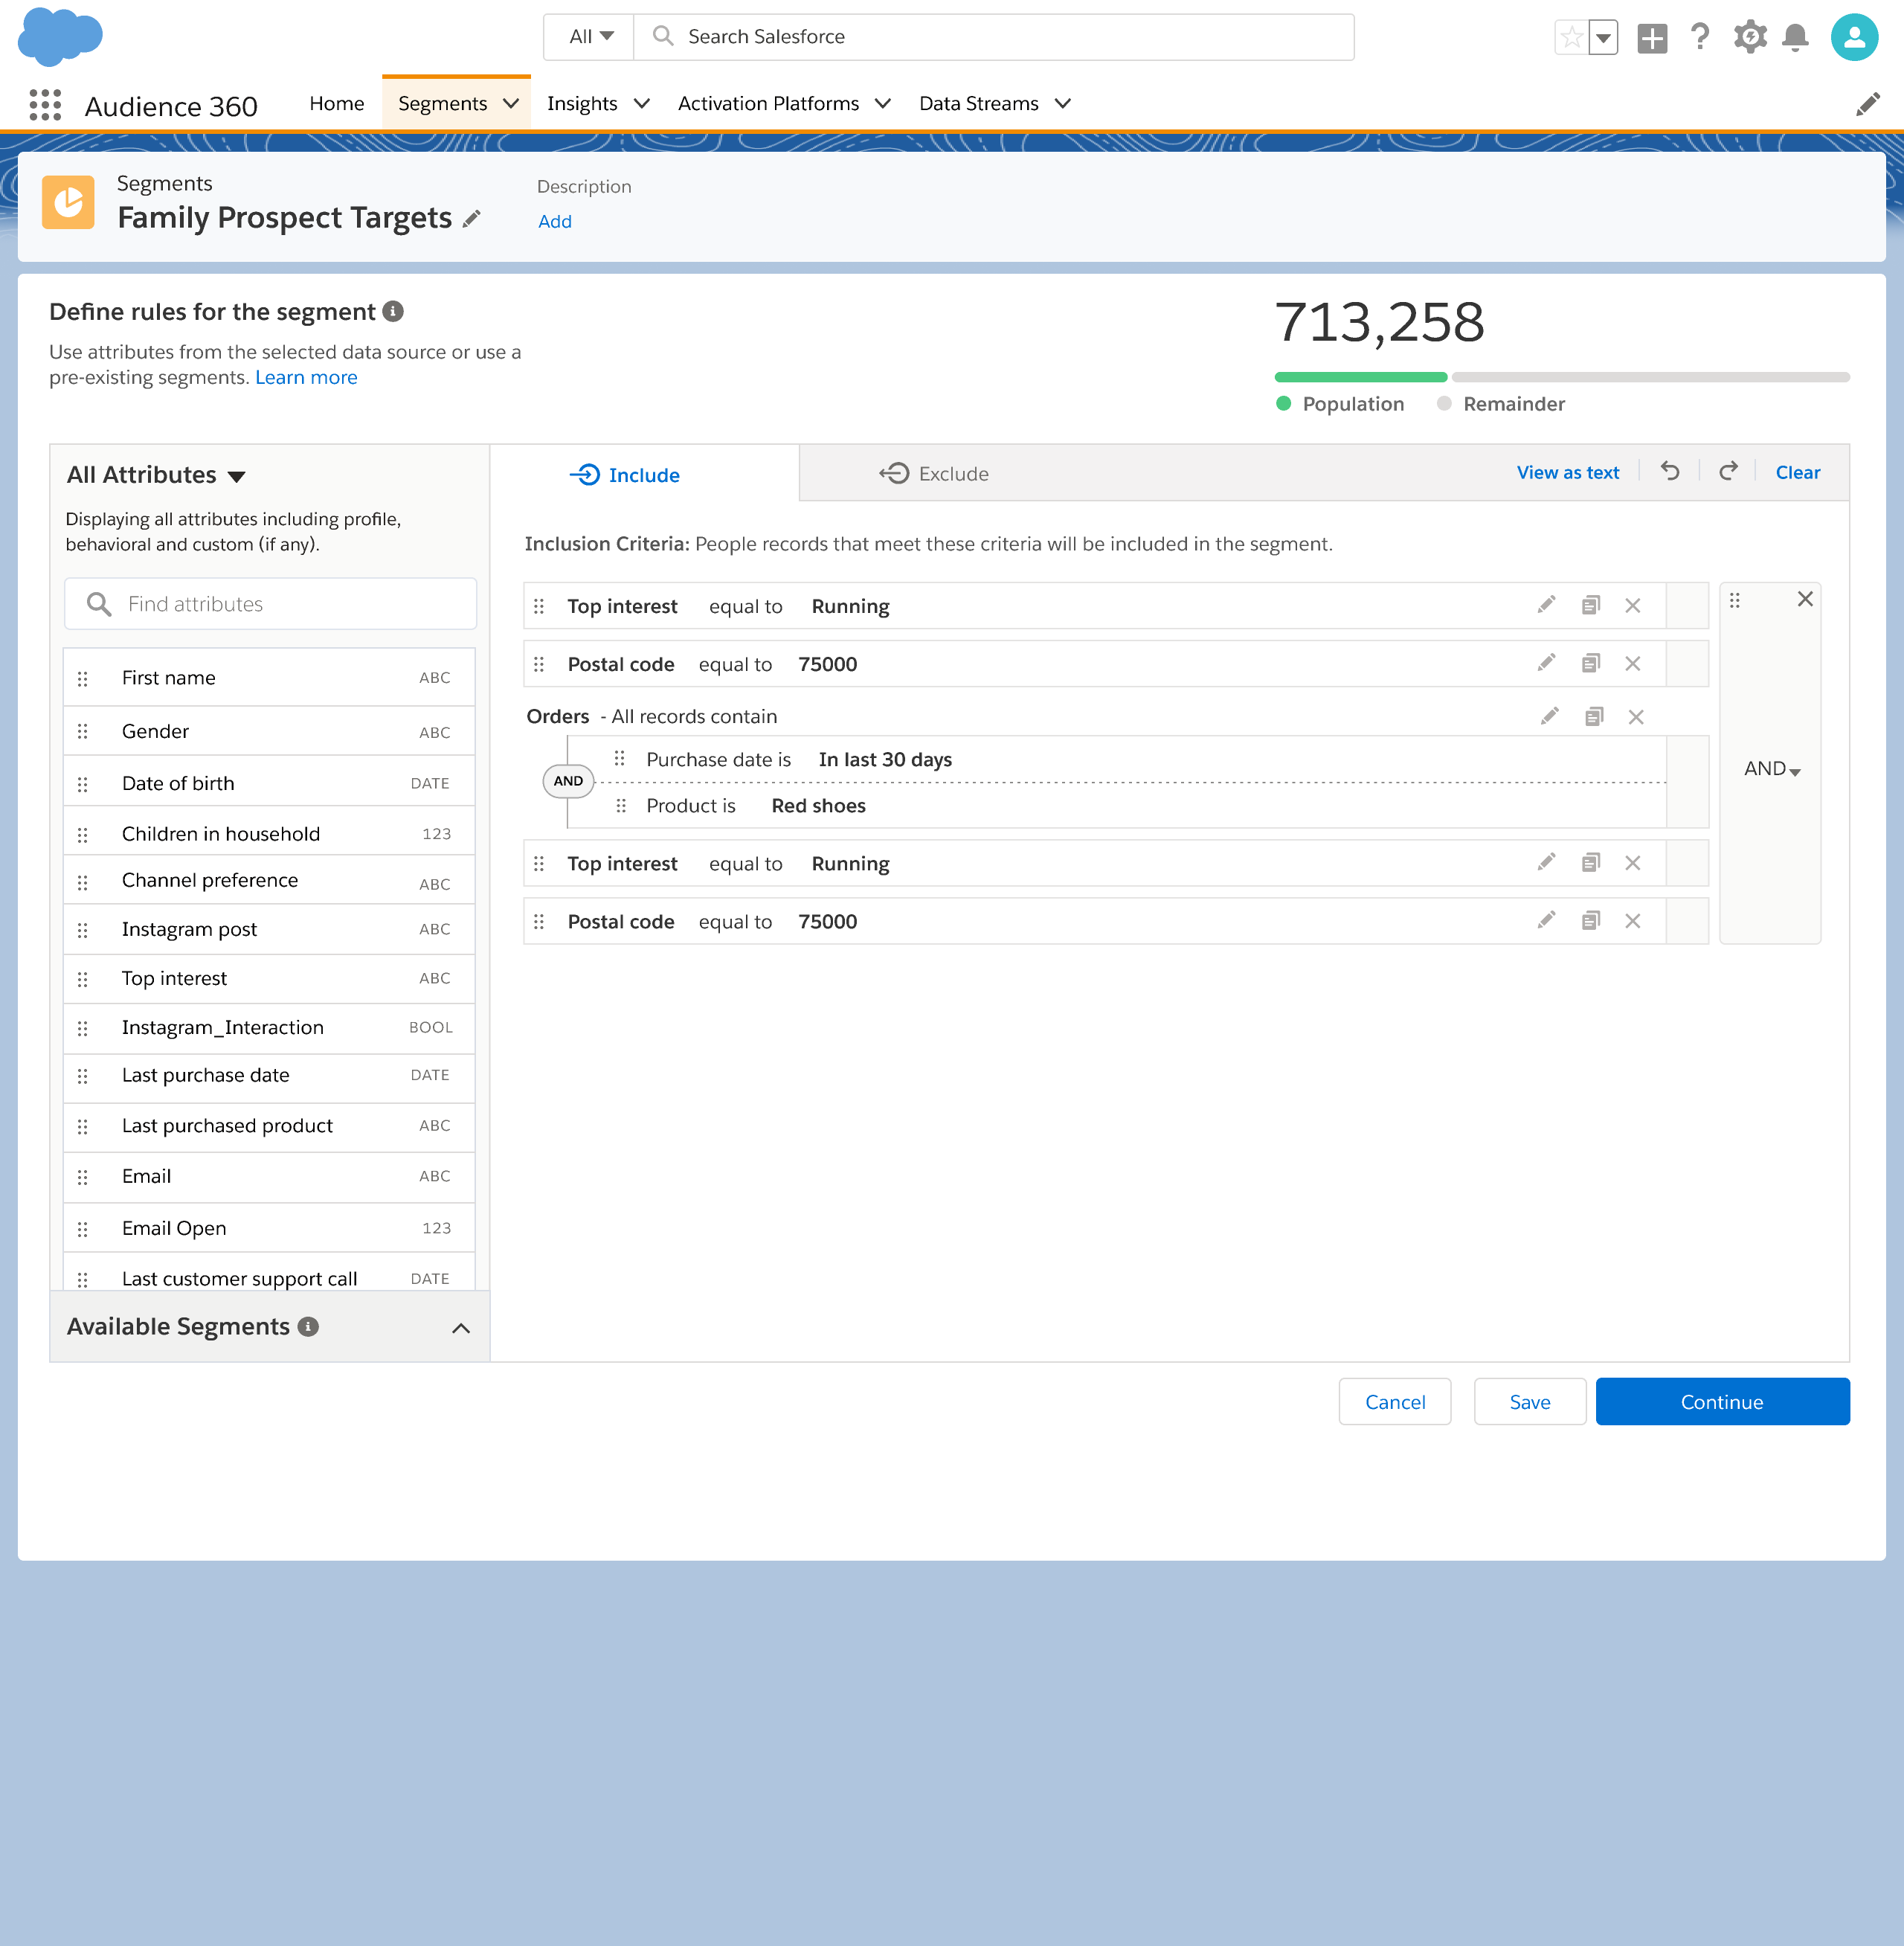 All
Search Salesforce
Audience 360
Home
Segments
Insights
Activation Platforms
Data Streams
Segments
Family Prospect Targets
Description
Add
Define rules for the segment
Use attributes from the selected data source or use a
pre-existing segments. Learn more
713,258
Population
Remainder
All Attributes
Displaying all attributes including profile,
behavioral and custom (if any).
Find attributes
First name ABC
Gender ABC
Date of birth DATE
Children in household 123
Channel preference ABC
Instagram post ABC
Top interest ABC
Instagram_Interaction BOOL
Last purchase date DATE
Last purchased product ABC
Email ABC
Email Open 123
Last customer support call DATE
Available Segments
Include
Exclude
View as text
Clear
Inclusion Criteria: People records that meet these criteria will be included in the segment.
Top interest equal to Running
Postal code equal to 75000
Orders - All records contain
Purchase date is In last 30 days
AND
Product is Red shoes
Top interest equal to Running
Postal code equal to 75000
AND
Cancel
Save
Continue